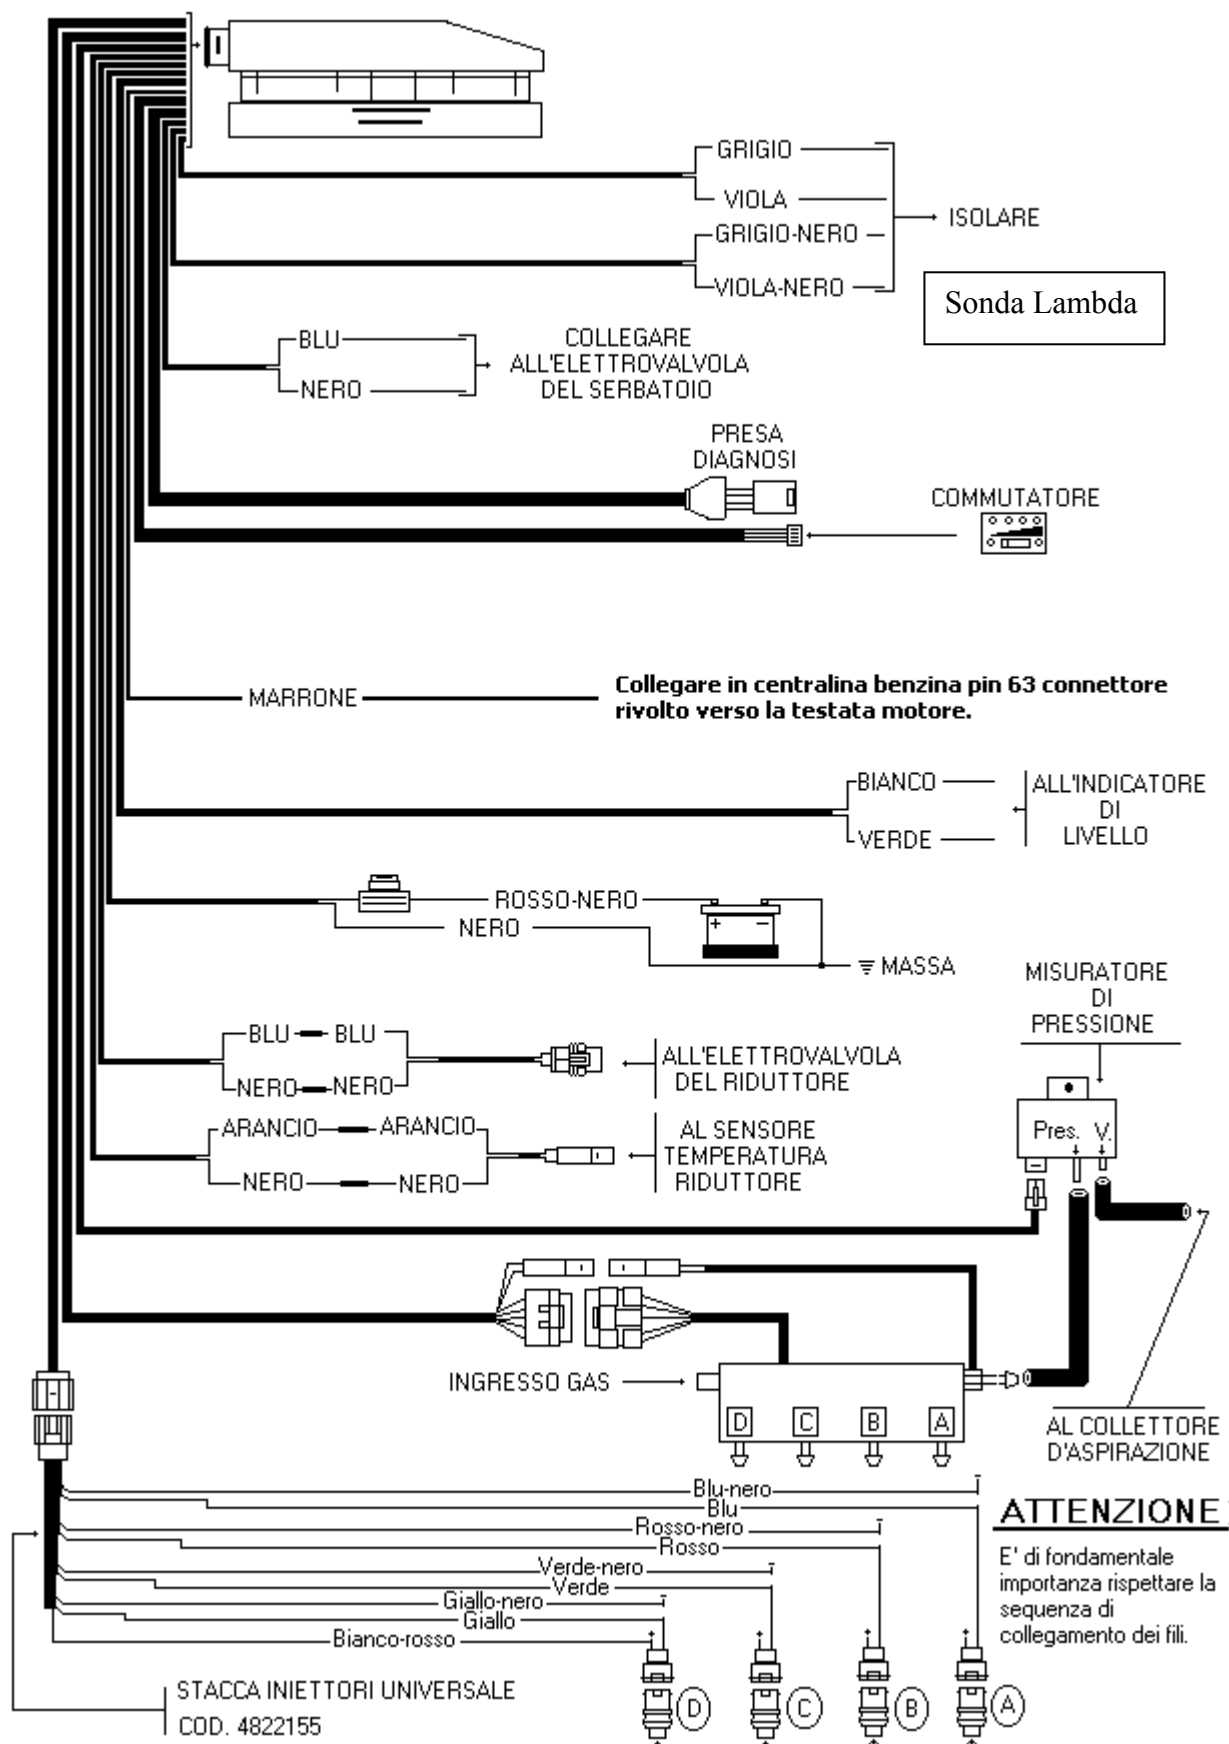 GRIGIO
VIOLA
GRIGIO-NERO
VIOLA-NERO
ISOLARE
Sonda Lambda
BLU
NERO
COLLEGARE
ALL'ELETTROVALVOLA
DEL SERBATOIO
PRESA
DIAGNOSI
COMMUTATORE
MARRONE
Collegare in centralina benzina pin 63 connettore
rivolto verso la testata motore.
BIANCO
VERDE
ALL'INDICATORE
DI
LIVELLO
ROSSO-NERO
NERO
+ −
MASSA
MISURATORE
DI
PRESSIONE
BLU BLU
NERO NERO
ALL'ELETTROVALVOLA
DEL RIDUTTORE
ARANCIO ARANCIO
NERO NERO
AL SENSORE
TEMPERATURA
RIDUTTORE
Pres. V.
INGRESSO GAS
D C B A
AL COLLETTORE
D'ASPIRAZIONE
Blu-nero
Blu
Rosso-nero
Rosso
Verde-nero
Verde
Giallo-nero
Giallo
Bianco-rosso
ATTENZIONE
E' di fondamentale
importanza rispettare la
sequenza di
collegamento dei fili.
STACCA INIETTORI UNIVERSALE
COD. 4822155
D C B A